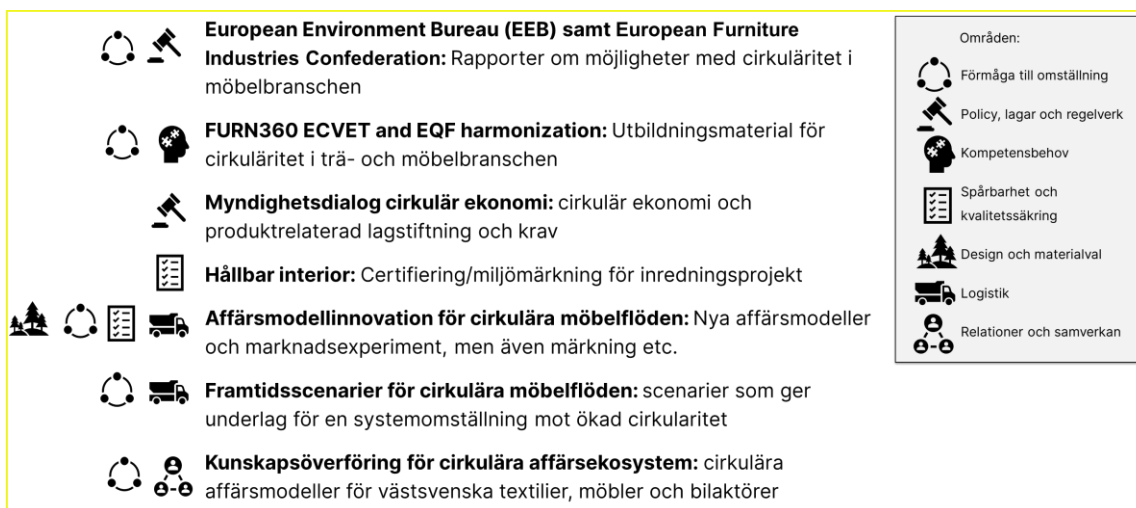 European Environment Bureau (EEB) samt European Furniture
Industries Confederation: Rapporter om möjligheter med cirkuläritet i
möbelbranschen
FURN360 ECVET and EQF harmonization: Utbildningsmaterial för
cirkuläritet i trä- och möbelbranschen
Myndighetsdialog cirkulär ekonomi: cirkulär ekonomi och
produktrelaterad lagstiftning och krav
Hållbar interior: Certifiering/miljömärkning för inredningsprojekt
Affärsmodellinnovation för cirkulära möbelflöden: Nya affärsmodeller
och marknadsexperiment, men även märkning etc.
Framtidsscenarier för cirkulära möbelflöden: scenarier som ger
underlag för en systemomställning mot ökad cirkularitet
Kunskapsöverföring för cirkulära affärsekosystem: cirkulära
affärsmodeller för västsvenska textilier, möbler och bilaktörer
Områden:
Förmåga till omställning
Policy, lagar och regelverk
Kompetensbehov
Spårbarhet och
kvalitetssäkring
Design och materialval
Logistik
Relationer och samverkan